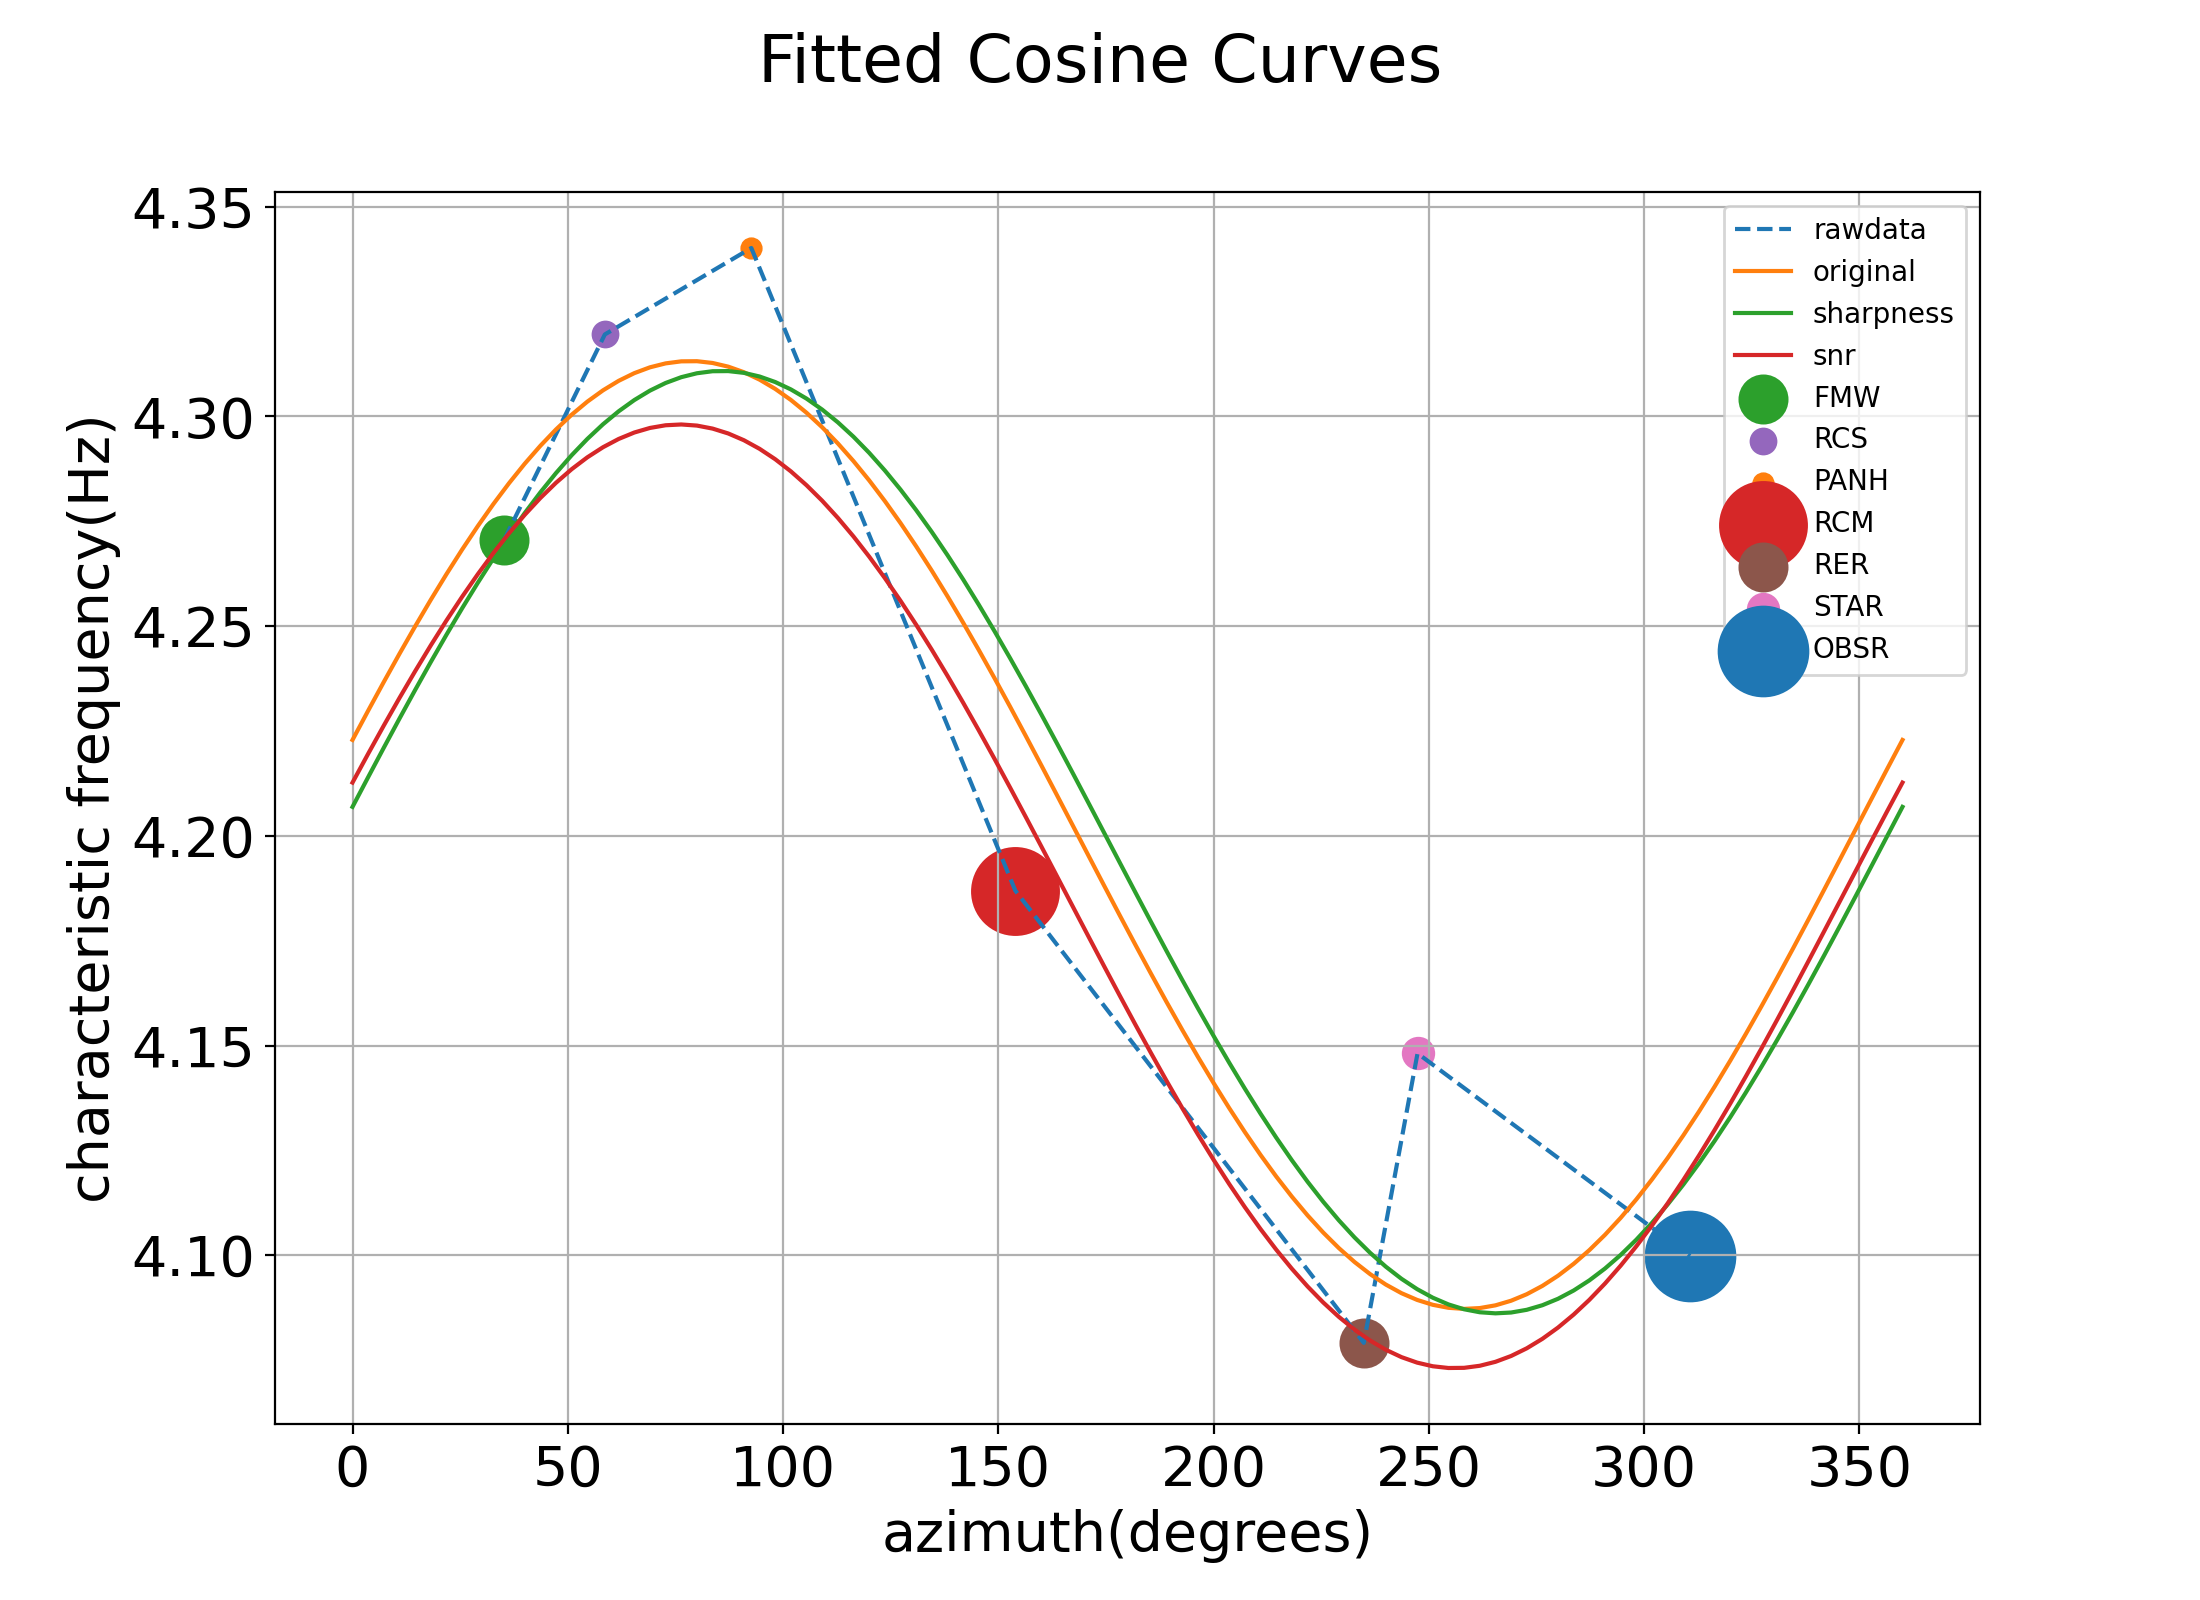 Fitted Cosine Curves
characteristic frequency(Hz)
4.35
4.30
4.25
4.20
4.15
4.10
rawdata
original
sharpness
snr
FMW
RCS
PANH
RCM
RER
STAR
OBSR
0 50 100 150 200 250 300 350
azimuth(degrees)